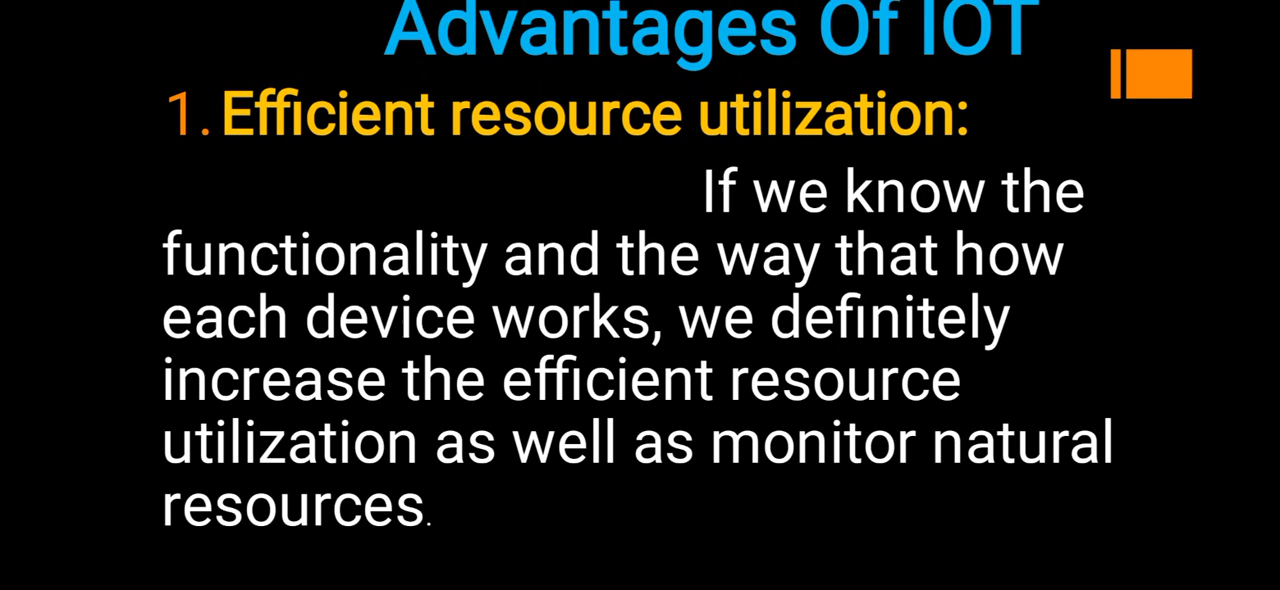 Advantages Of IOT
1. Efficient resource utilization:
If we know the
functionality and the way that how
each device works, we definitely
increase the efficient resource
utilization as well as monitor natural
resources.